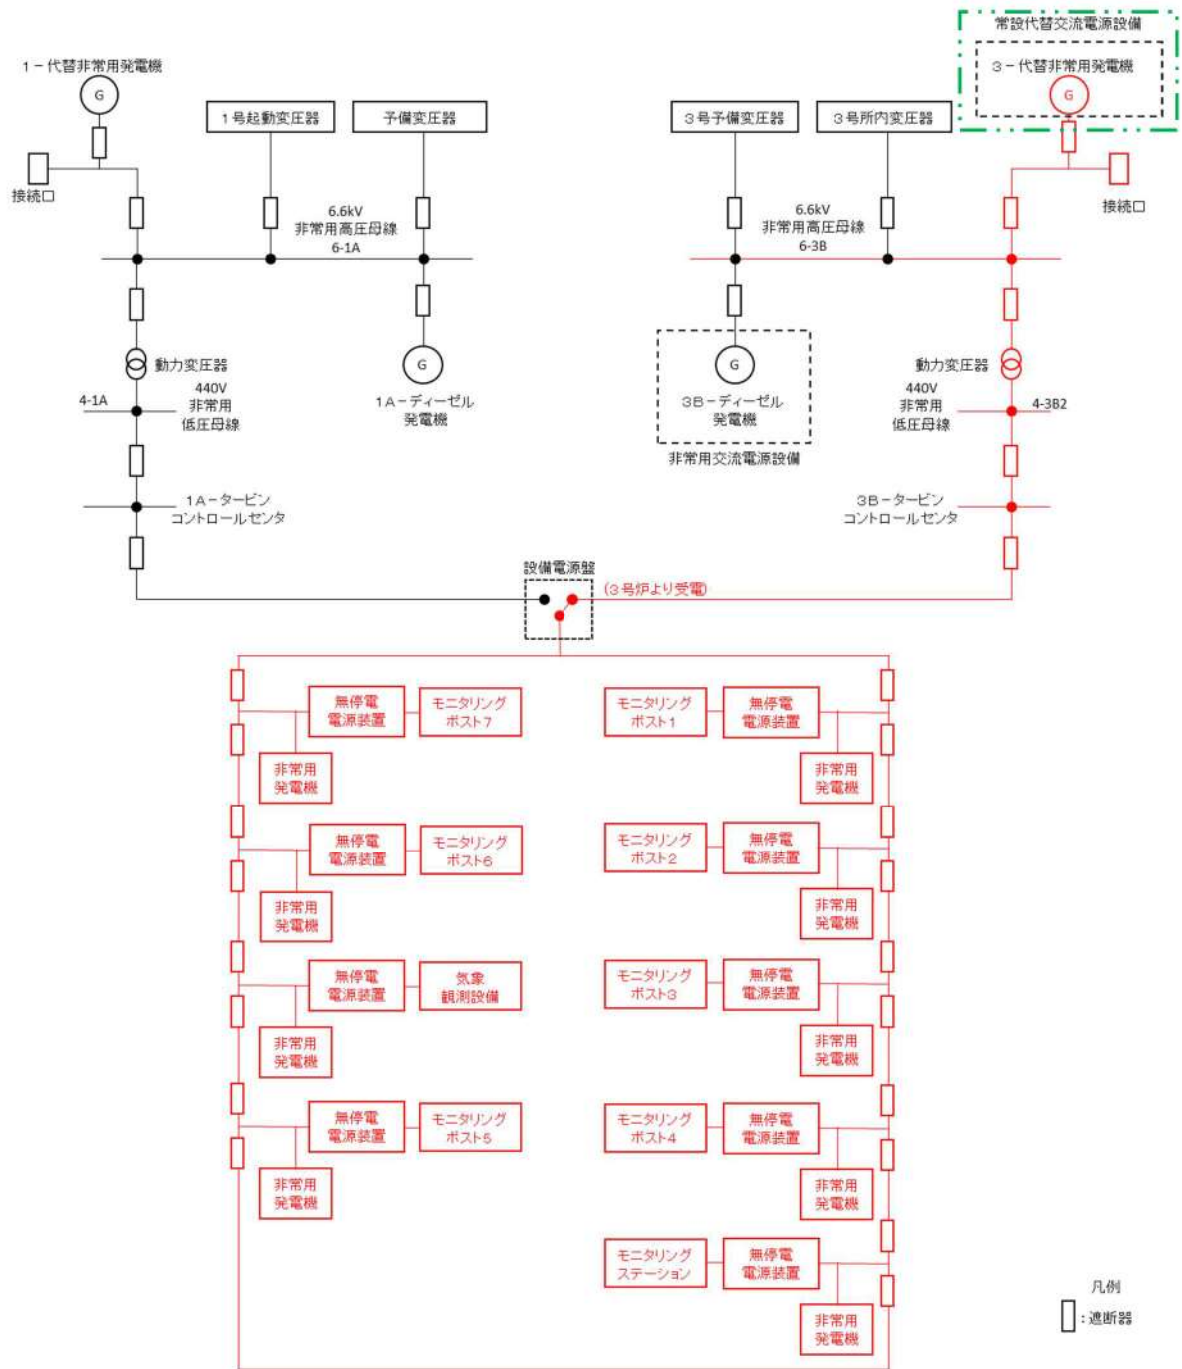 常設代替交流電源設備
1－代替非常用発電機
G
3－代替非常用発電機
G
1号起動変圧器
予備変圧器
3号予備変圧器
3号所内変圧器
接続口
接続口
6.6kV
非常用高圧母線
6-1A
6.6kV
非常用高圧母線
6-3B
動力変圧器
G
1A－ディーゼル
発電機
G
3B－ディーゼル
発電機
非常用交流電源設備
動力変圧器
4-1A
440V
非常用
低圧母線
440V
非常用
低圧母線
4-3B2
1A－タービン
コントロールセンタ
3B－タービン
コントロールセンタ
設備電源盤
(3号炉より受電)
無停電
電源装置
モニタリング
ポスト7
非常用
発電機
モニタリング
ポスト1
無停電
電源装置
非常用
発電機
無停電
電源装置
モニタリング
ポスト6
非常用
発電機
モニタリング
ポスト2
無停電
電源装置
非常用
発電機
無停電
電源装置
気象
観測設備
非常用
発電機
モニタリング
ポスト3
無停電
電源装置
非常用
発電機
無停電
電源装置
モニタリング
ポスト5
非常用
発電機
モニタリング
ポスト4
無停電
電源装置
非常用
発電機
モニタリング
ステーション
無停電
電源装置
非常用
発電機
凡例
：遮断器